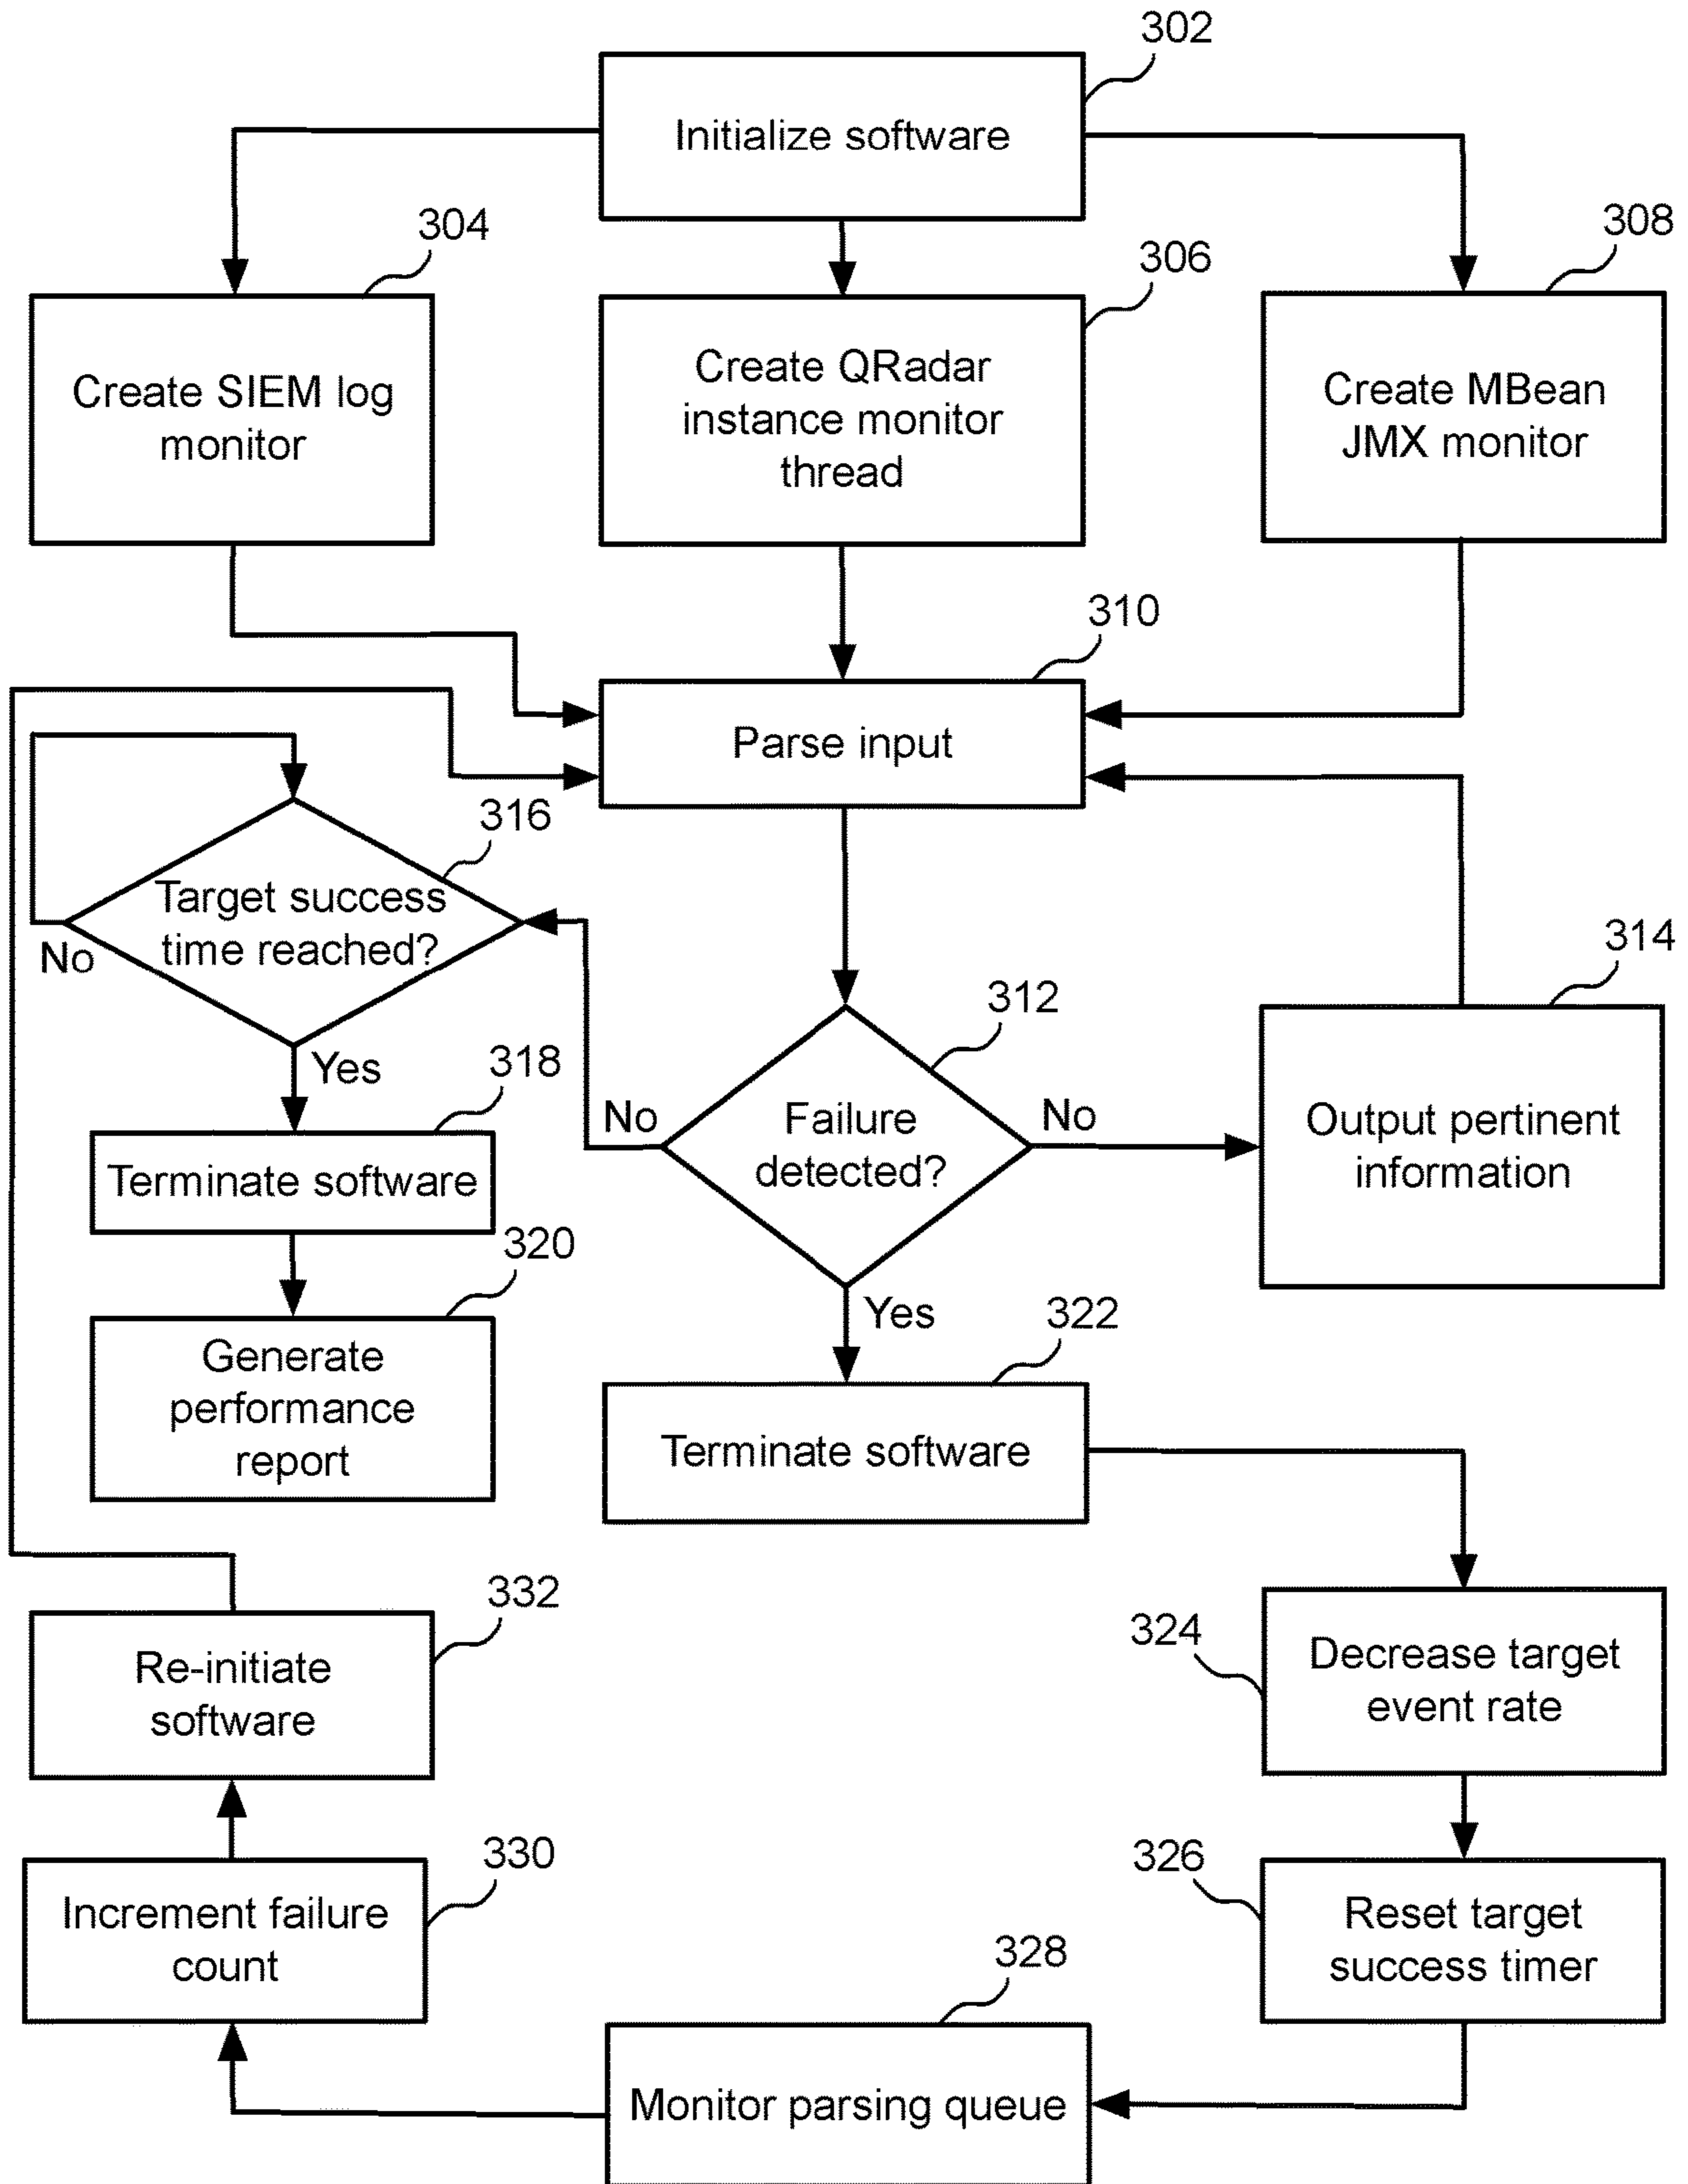 302
Initialize software
304
306
308
Create SIEM log
monitor
Create QRadar
instance monitor
thread
Create MBean
JMX monitor
310
Parse input
316
Target success
time reached?
No
Yes
312
Failure
detected?
No
No
Yes
314
Output pertinent
information
318
Terminate software
320
Generate
performance
report
322
Terminate software
324
Decrease target
event rate
326
Reset target
success timer
328
Monitor parsing queue
330
Increment failure
count
332
Re-initiate
software